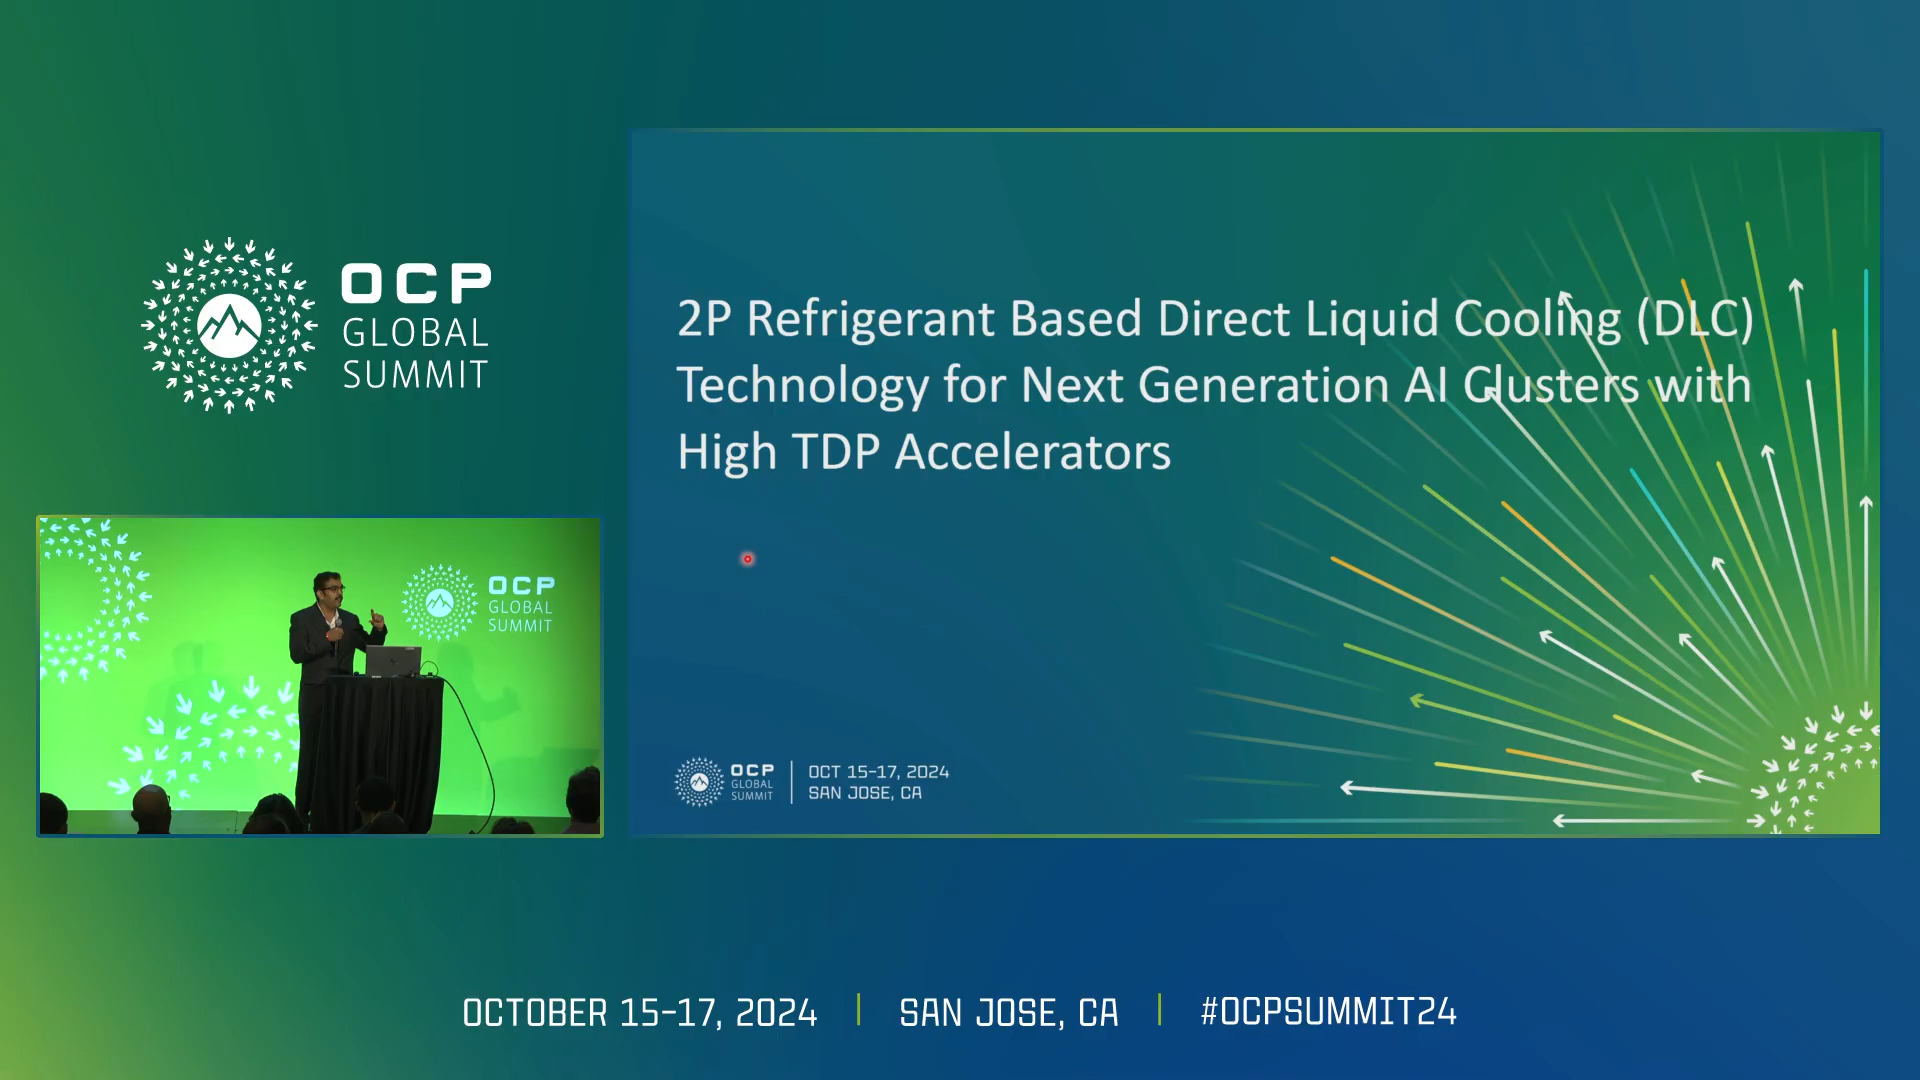 OCP
GLOBAL
SUMMIT
2P Refrigerant Based Direct Liquid Cooling (DLC)
Technology for Next Generation AI Clusters with
High TDP Accelerators
OCP
GLOBAL
SUMMIT
OCT 15-17, 2024
SAN JOSE, CA
OCP
GLOBAL
SUMMIT
OCTOBER 15-17, 2024
SAN JOSE, CA
#OCPSUMMIT24